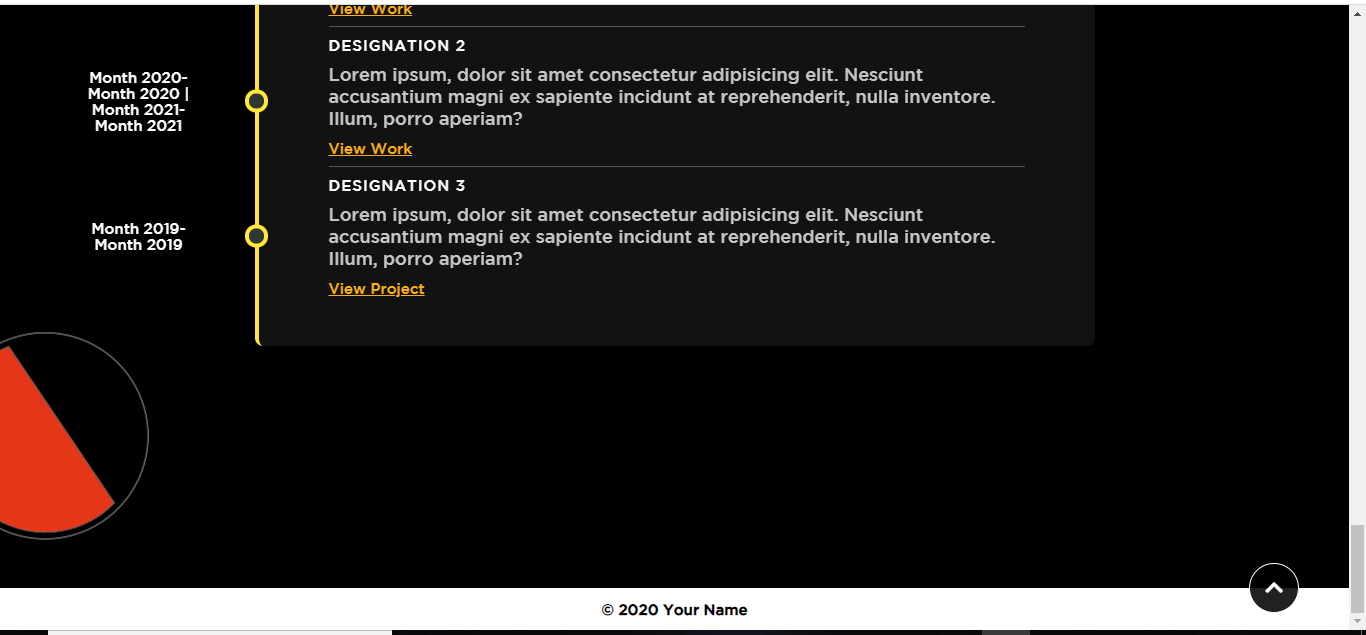 View Work
DESIGNATION 2
Month 2020-
Month 2020 |
Month 2021-
Month 2021
Lorem ipsum, dolor sit amet consectetur adipisicing elit. Nesciunt
accusantium magni ex sapiente incidunt at reprehenderit, nulla inventore.
Illum, porro aperiam?
View Work
DESIGNATION 3
Month 2019-
Month 2019
Lorem ipsum, dolor sit amet consectetur adipisicing elit. Nesciunt
accusantium magni ex sapiente incidunt at reprehenderit, nulla inventore.
Illum, porro aperiam?
View Project
© 2020 Your Name